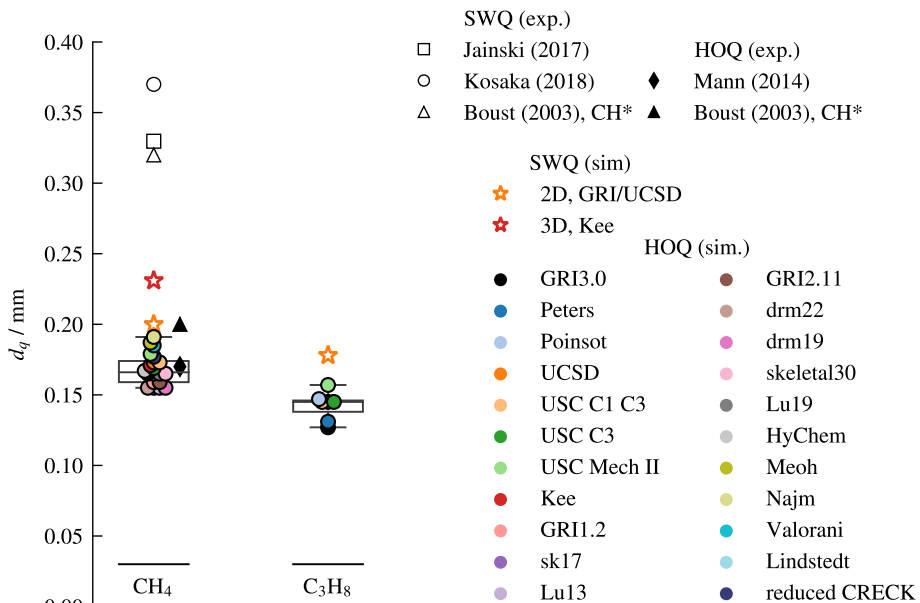 SWQ (exp.)
Jainski (2017)
Kosaka (2018)
Boust (2003), CH*
HOQ (exp.)
Mann (2014)
Boust (2003), CH*
SWQ (sim)
2D, GRI/UCSD
3D, Kee
HOQ (sim.)
GRI3.0
Peters
Poinsot
UCSD
USC C1 C3
USC C3
USC Mech II
Kee
GRI1.2
sk17
Lu13
GRI2.11
drm22
drm19
skeletal30
Lu19
HyChem
Meoh
Najm
Valorani
Lindstedt
reduced CRECK
d_q / mm
0.40
0.35
0.30
0.25
0.20
0.15
0.10
0.05
CH₄
C₃H₈